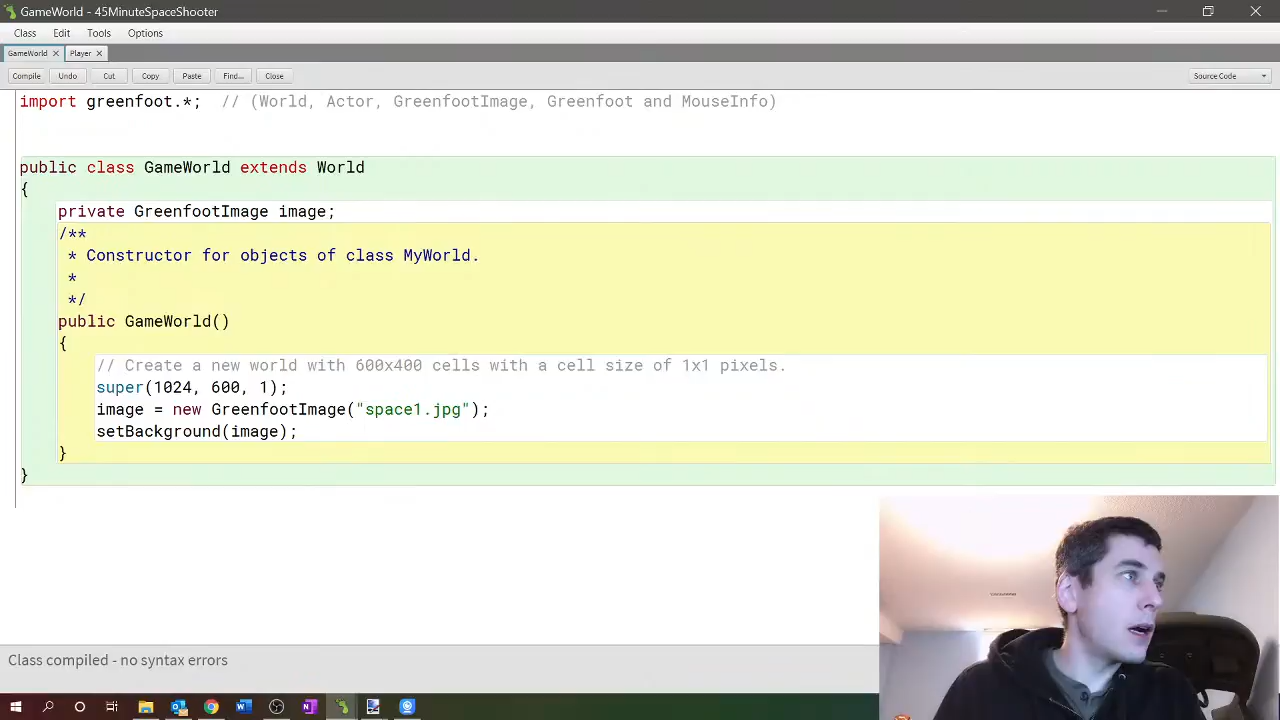 GameWorld - 45MinuteSpaceShooter
Class Edit Tools Options
GameWorld × Player ×
Compile Undo Cut Copy Paste Find... Close Source Code
import greenfoot.*; // (World, Actor, GreenfootImage, Greenfoot and MouseInfo)
public class GameWorld extends World
{
private GreenfootImage image;
/**
* Constructor for objects of class MyWorld.
*
*/
public GameWorld()
{
// Create a new world with 600x400 cells with a cell size of 1x1 pixels.
super(1024, 600, 1);
image = new GreenfootImage("space1.jpg");
setBackground(image);
}
}
Class compiled - no syntax errors